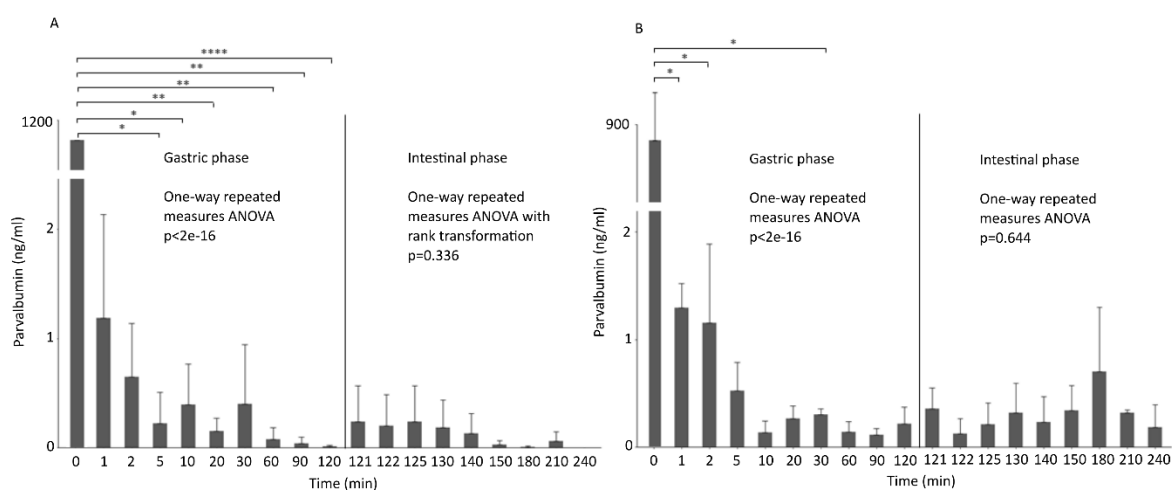 A
****
**
**
**
*
*
1200
Gastric phase
Intestinal phase
One-way repeated
measures ANOVA
p<2e-16
One-way repeated
measures ANOVA with
rank transformation
p=0.336
2
1
0
Parvalbumin (ng/ml)
0 1 2 5 10 20 30 60 90 120 121 122 125 130 140 150 180 210 240
Time (min)
B
*
*
*
900
Gastric phase
Intestinal phase
One-way repeated
measures ANOVA
p<2e-16
One-way repeated
measures ANOVA
p=0.644
2
1
0
Parvalbumin (ng/ml)
0 1 2 5 10 20 30 60 90 120 121 122 125 130 140 150 180 210 240
Time (min)